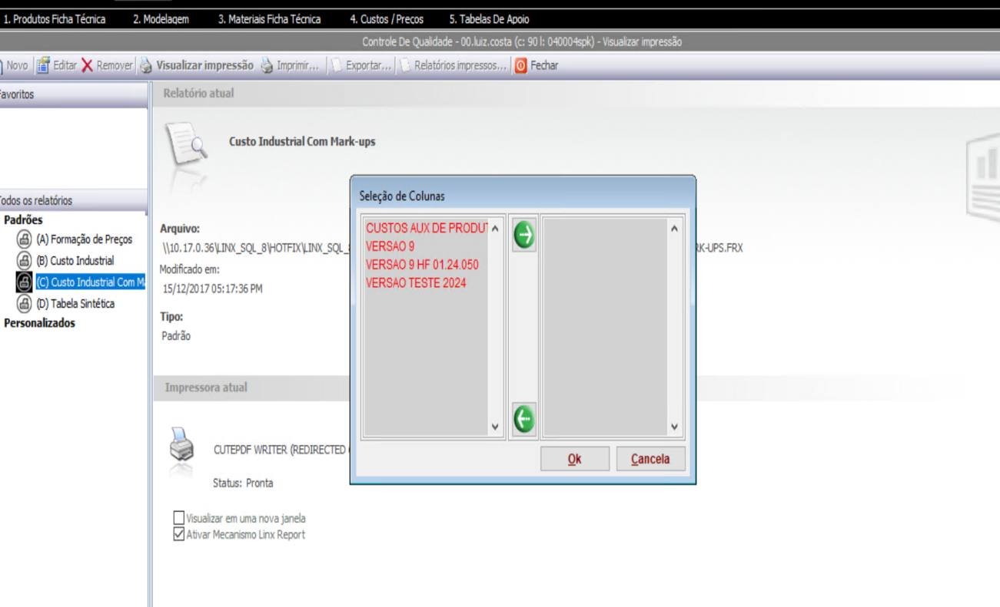 1. Produtos Ficha Técnica 2. Modelagem 3. Materiais Ficha Técnica 4. Custos / Preços 5. Tabelas De Apoio
Controle De Qualidade - 00.luiz.costa (c: 90 l: 040004spk) - Visualizar impressão
Novo Editar Remover Visualizar impressão Imprimir... Exportar... Relatórios impressos... Fechar
Favoritos
Todos os relatórios
Padrões
(A) Formação de Preços
(B) Custo Industrial
(C) Custo Industrial Com
(D) Tabela Sintética
Personalizados
Relatório atual
Custo Industrial Com Mark-ups
Arquivo:
\\10.17.0.36\LINX_SQL_8\HOTFIX\LINX_SQL_ RK-UPS.FRX
Modificado em:
15/12/2017 05:17:36 PM
Tipo:
Padrão
Impressora atual
CUTEPDF WRITER (REDIRECTED
Status: Pronta
Visualizar em uma nova janela
Ativar Mecanismo Linx Report
Seleção de Colunas
CUSTOS AUX DE PRODUT
VERSAO 9
VERSAO 9 HF 01.24.050
VERSAO TESTE 2024
Ok Cancela